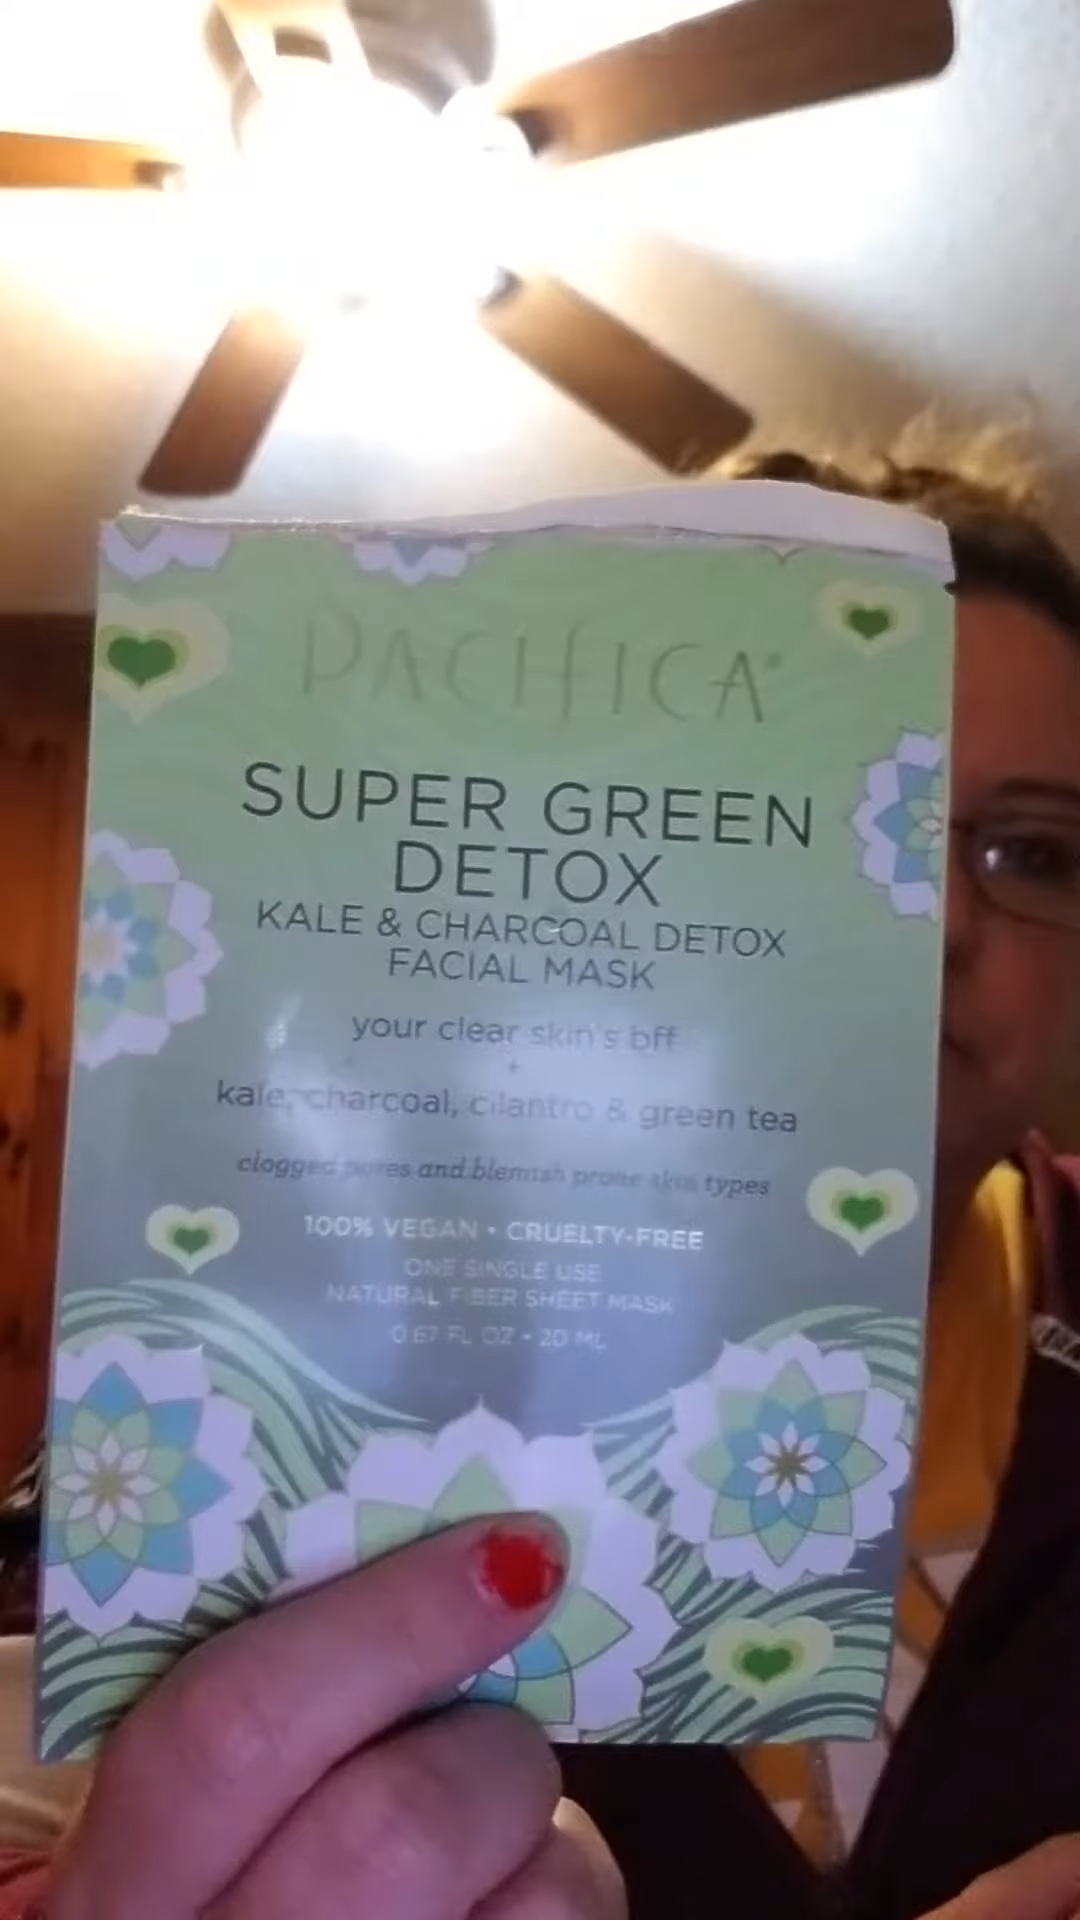 PACIFICA®
SUPER GREEN
DETOX
KALE & CHARCOAL DETOX
FACIAL MASK
your clear skin's bff
+
kale, charcoal, cilantro & green tea
clogged pores and blemish prone skin types
100% VEGAN • CRUELTY-FREE
ONE SINGLE USE
NATURAL FIBER SHEET MASK
0.67 FL OZ • 20 ML